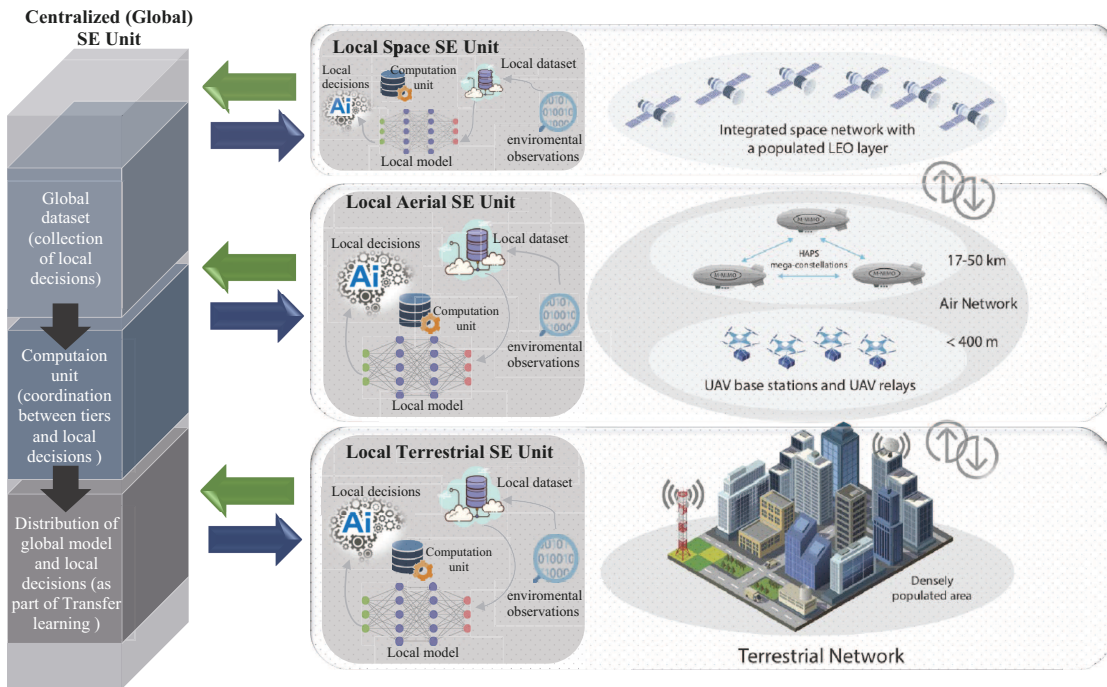 Centralized (Global)
SE Unit
Global
dataset
(collection
of local
decisions)
Computaion
unit
(coordination
between tiers
and local
decisions )
Distribution of
global model
and local
decisions (as
part of Transfer
learning )
Local Space SE Unit
Local
decisions
Computation
unit
Local dataset
Ai
Local model
enviromental
observations
Integrated space network with
a populated LEO layer
Local Aerial SE Unit
Local decisions
Local dataset
Ai
Computation
unit
enviromental
observations
Local model
HAPS
mega-constellations
17-50 km
Air Network
< 400 m
UAV base stations and UAV relays
Local Terrestrial SE Unit
Local decisions
Local dataset
Ai
Computation
unit
enviromental
observations
Local model
Densely
populated area
Terrestrial Network